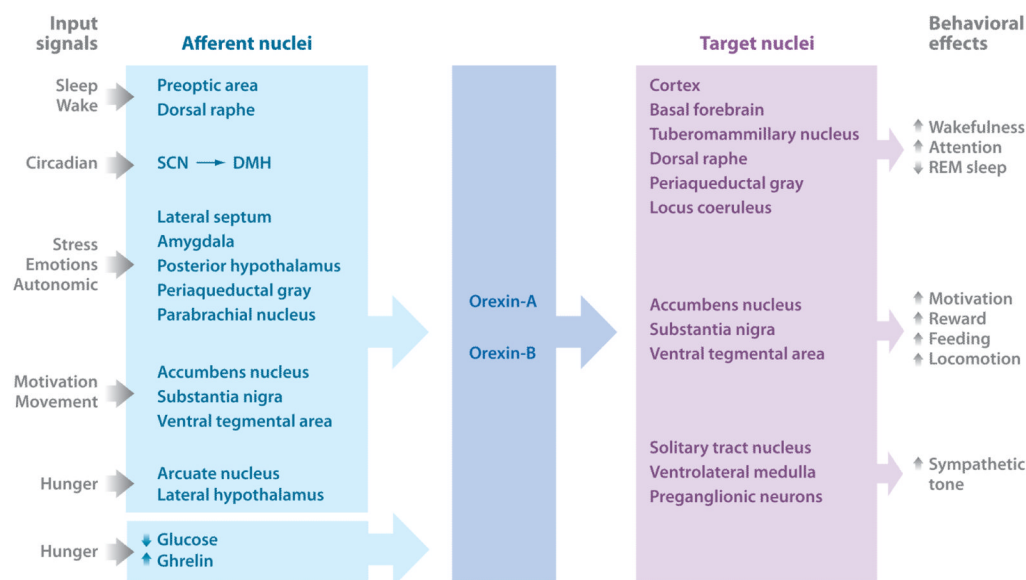 Input
signals
Afferent nuclei
Target nuclei
Behavioral
effects
Sleep
Wake
Preoptic area
Dorsal raphe
Circadian
SCN → DMH
Stress
Emotions
Autonomic
Lateral septum
Amygdala
Posterior hypothalamus
Periaqueductal gray
Parabrachial nucleus
Motivation
Movement
Accumbens nucleus
Substantia nigra
Ventral tegmental area
Hunger
Arcuate nucleus
Lateral hypothalamus
Hunger
Glucose
Ghrelin
Orexin-A
Orexin-B
Cortex
Basal forebrain
Tuberomammillary nucleus
Dorsal raphe
Periaqueductal gray
Locus coeruleus
Wakefulness
Attention
REM sleep
Accumbens nucleus
Substantia nigra
Ventral tegmental area
Motivation
Reward
Feeding
Locomotion
Solitary tract nucleus
Ventrolateral medulla
Preganglionic neurons
Sympathetic
tone